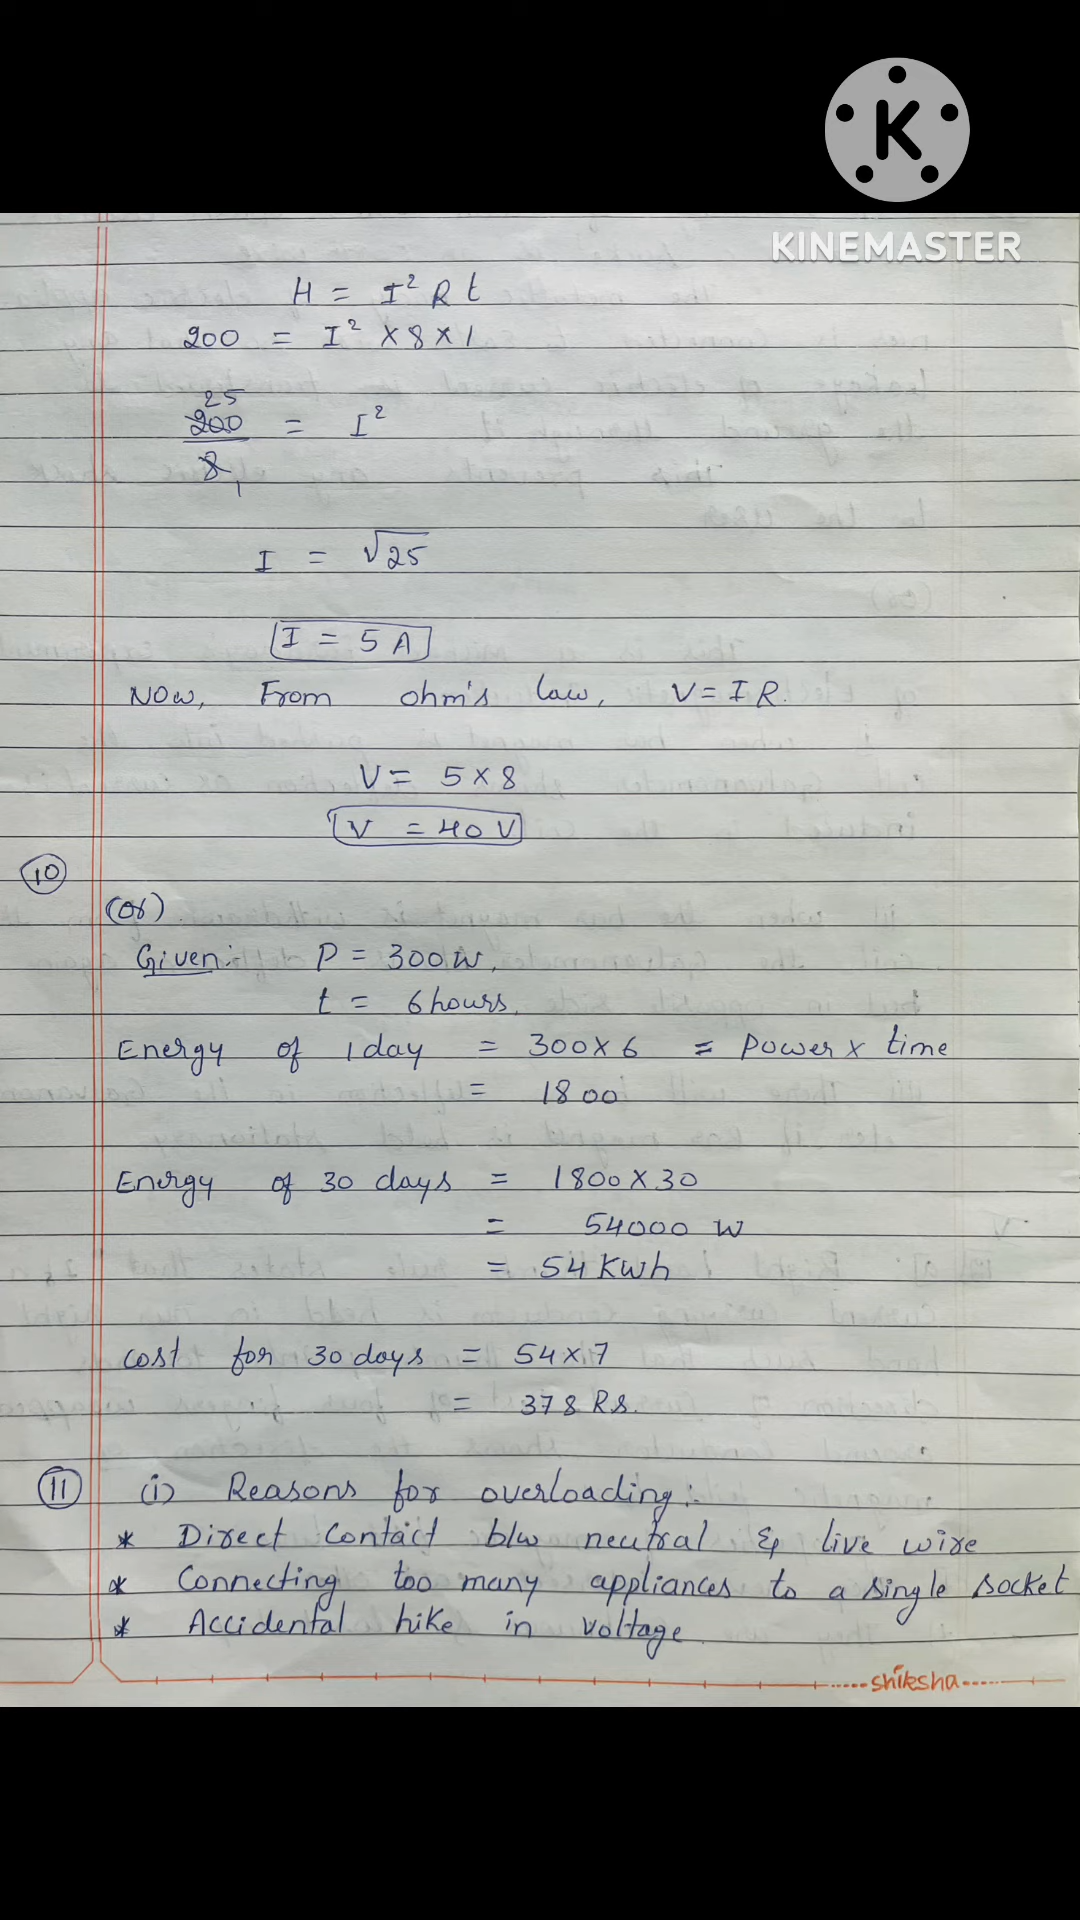 K
KINEMASTER
H = I² R t
200 = I² × 8 × 1
25
200 = I²
8
1
I = √25
I = 5 A
Now, From ohm's law, V = I R.
V = 5 × 8
V = 40 V
10
(Or)
Given:- P = 300 W,
t = 6 hours,
Energy of 1 day = 300 × 6 = Power × time
= 1800
Energy of 30 days = 1800 × 30
= 54000 W
= 54 Kwh
cost for 30 days = 54 × 7
= 378 Rs.
11 (i) Reasons for overloading:-
* Direct contact b/w neutral & live wire
* Connecting too many appliances to a single socket
* Accidental hike in voltage.
shiksha